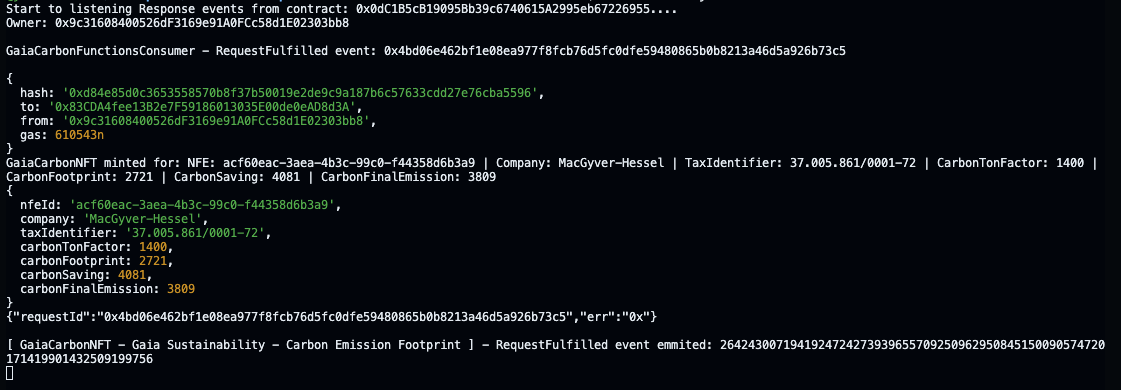 Start to listening Response events from contract: 0x0dC1B5cB19095Bb39c6740615A2995eb67226955....
Owner: 0x9c31608400526dF3169e91A0FCc58d1E02303bb8
GaiaCarbonFunctionsConsumer - RequestFulfilled event: 0x4bd06e462bf1e08ea977f8fcb76d5fc0dfe59480865b0b8213a46d5a926b73c5
{
  hash: '0xd84e85d0c3653558570b8f37b50019e2de9c9a187b6c57633cdd27e76cba5596',
  to: '0x83CDA4fee13B2e7F59186013035E00de0eAD8d3A',
  from: '0x9c31608400526dF3169e91A0FCc58d1E02303bb8',
  gas: 610543n
}
GaiaCarbonNFT minted for: NFE: acf60eac-3aea-4b3c-99c0-f44358d6b3a9 | Company: MacGyver-Hessel | TaxIdentifier: 37.005.861/0001-72 | CarbonTonFactor: 1400 |
CarbonFootprint: 2721 | CarbonSaving: 4081 | CarbonFinalEmission: 3809
{
  nfeId: 'acf60eac-3aea-4b3c-99c0-f44358d6b3a9',
  company: 'MacGyver-Hessel',
  taxIdentifier: '37.005.861/0001-72',
  carbonTonFactor: 1400,
  carbonFootprint: 2721,
  carbonSaving: 4081,
  carbonFinalEmission: 3809
}
{"requestId":"0x4bd06e462bf1e08ea977f8fcb76d5fc0dfe59480865b0b8213a46d5a926b73c5","err":"0x"}
[ GaiaCarbonNFT - Gaia Sustainability - Carbon Emission Footprint ] - RequestFulfilled event emmited: 264243007194192472427393965570925096295084515009057472​0
171419901432509199756